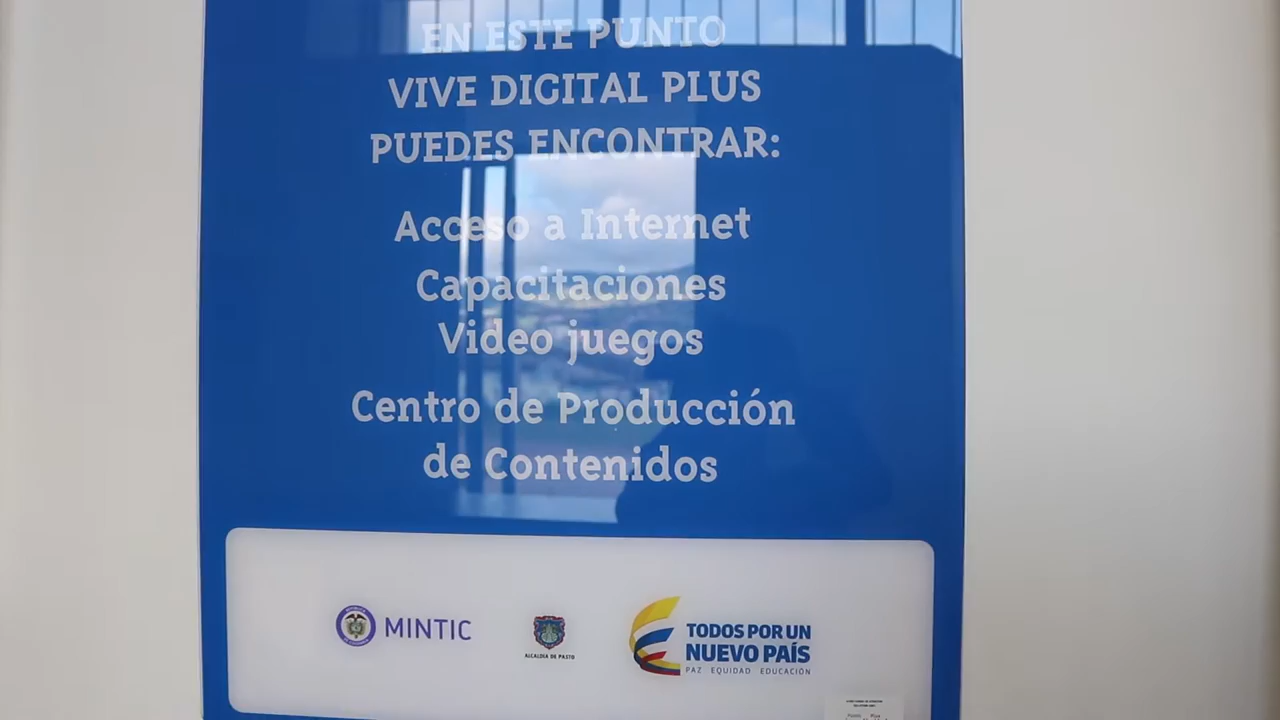 EN ESTE PUNTO
VIVE DIGITAL PLUS
PUEDES ENCONTRAR:
Acceso a Internet
Capacitaciones
Video juegos
Centro de Producción
de Contenidos
MINTIC
ALCALDÍA DE PASTO
TODOS POR UN
NUEVO PAÍS
PAZ EQUIDAD EDUCACIÓN